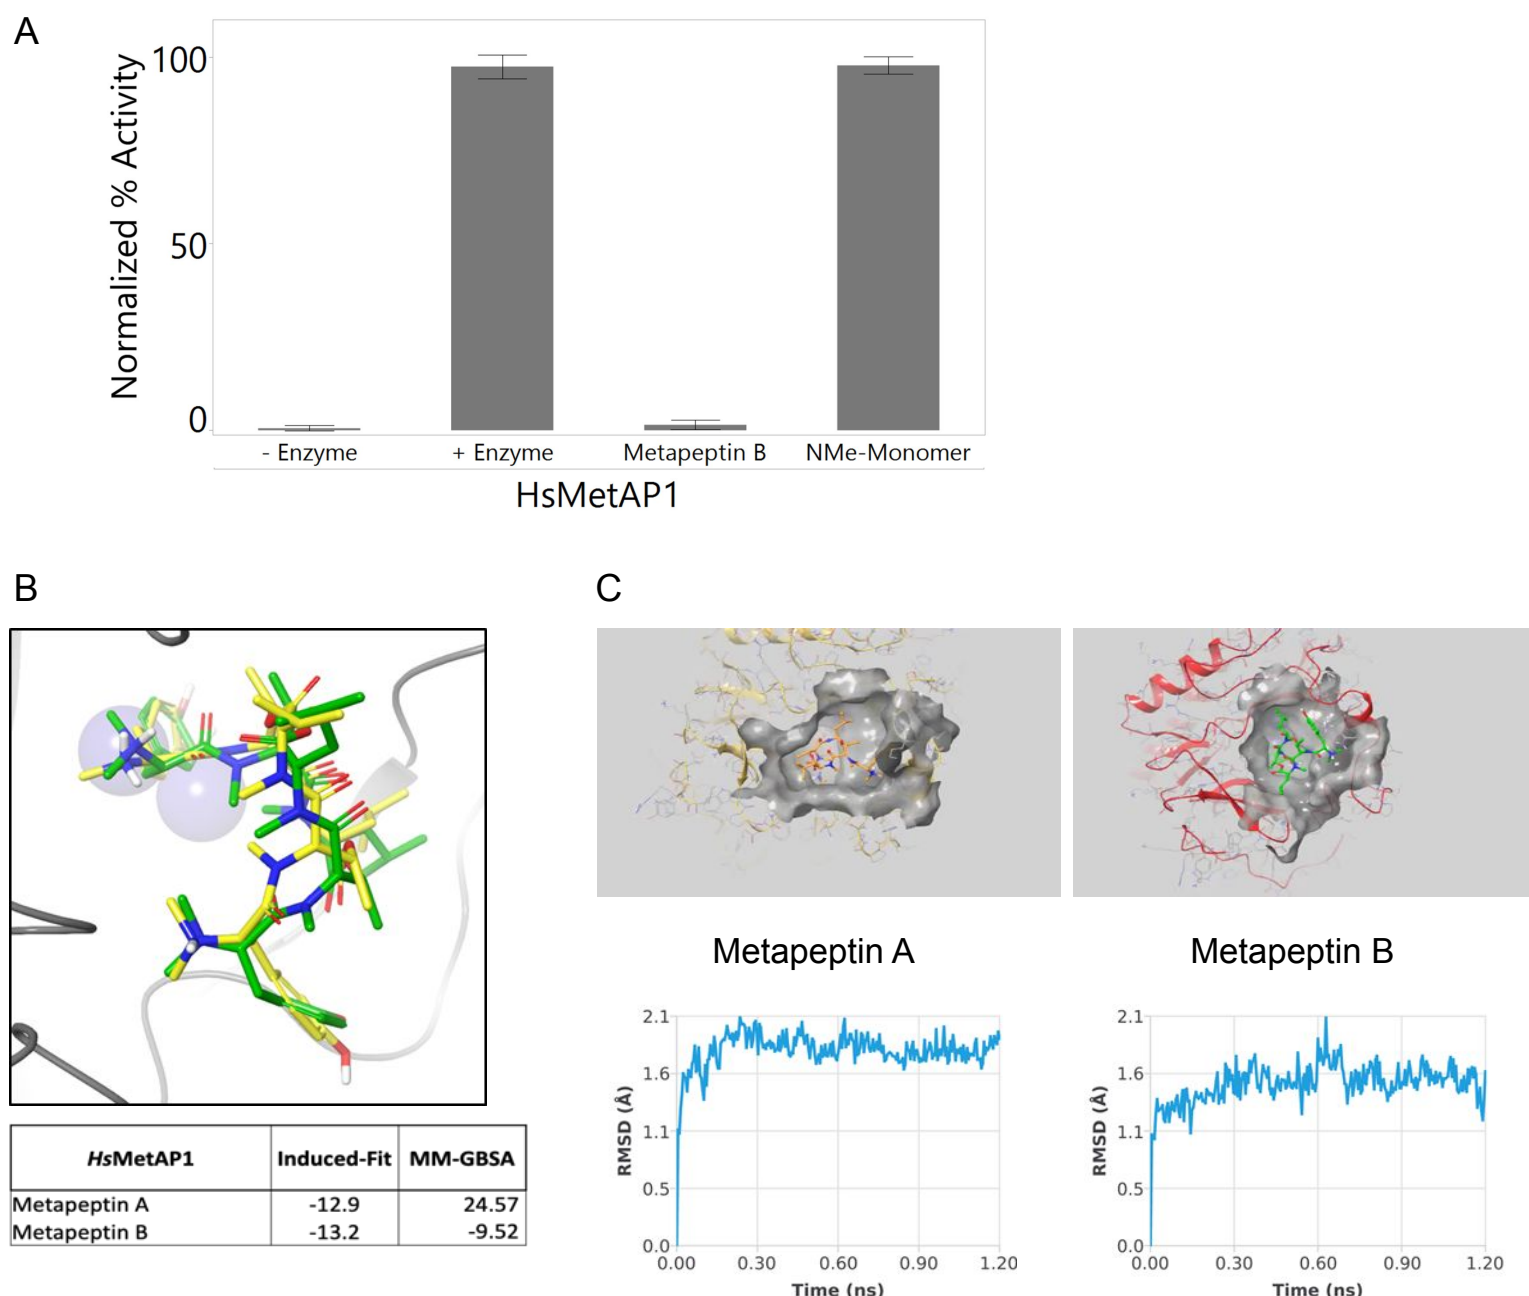 A
Normalized % Activity
100
50
0
- Enzyme + Enzyme Metapeptin B NMe-Monomer
HsMetAP1
B
HsMetAP1 Induced-Fit MM-GBSA
Metapeptin A -12.9 24.57
Metapeptin B -13.2 -9.52
C
Metapeptin A Metapeptin B
RMSD (Å)
2.1
1.6
1.1
0.5
0.0
0.00 0.30 0.60 0.90 1.20
Time (ns)
RMSD (Å)
2.1
1.6
1.1
0.5
0.0
0.00 0.30 0.60 0.90 1.20
Time (ns)